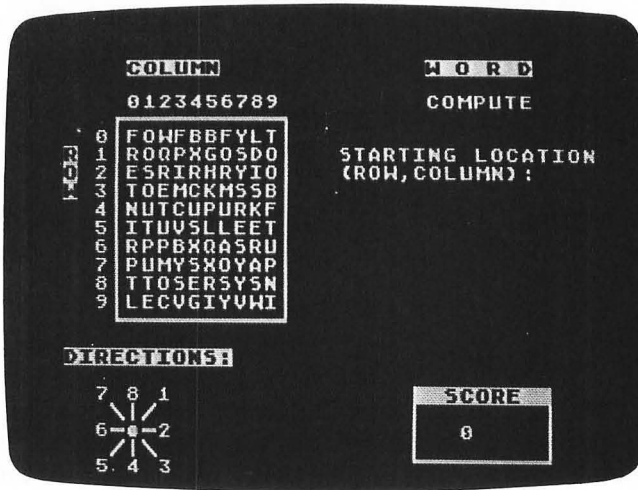 COLUMN
0123456789
ROW
0 FOWFBBFYLT
1 ROQPXGOSDO
2 ESRIRHRYIO
3 TOEMCKMSSB
4 NUTCUPURKF
5 ITUVSLLEET
6 RPPBXQASRU
7 PUMYSXOYAP
8 TTOSERSYSN
9 LECVGIYVWI
WORD
COMPUTE
STARTING LOCATION
(ROW,COLUMN):
DIRECTIONS:
7 8 1
6 2
5 4 3
SCORE
0